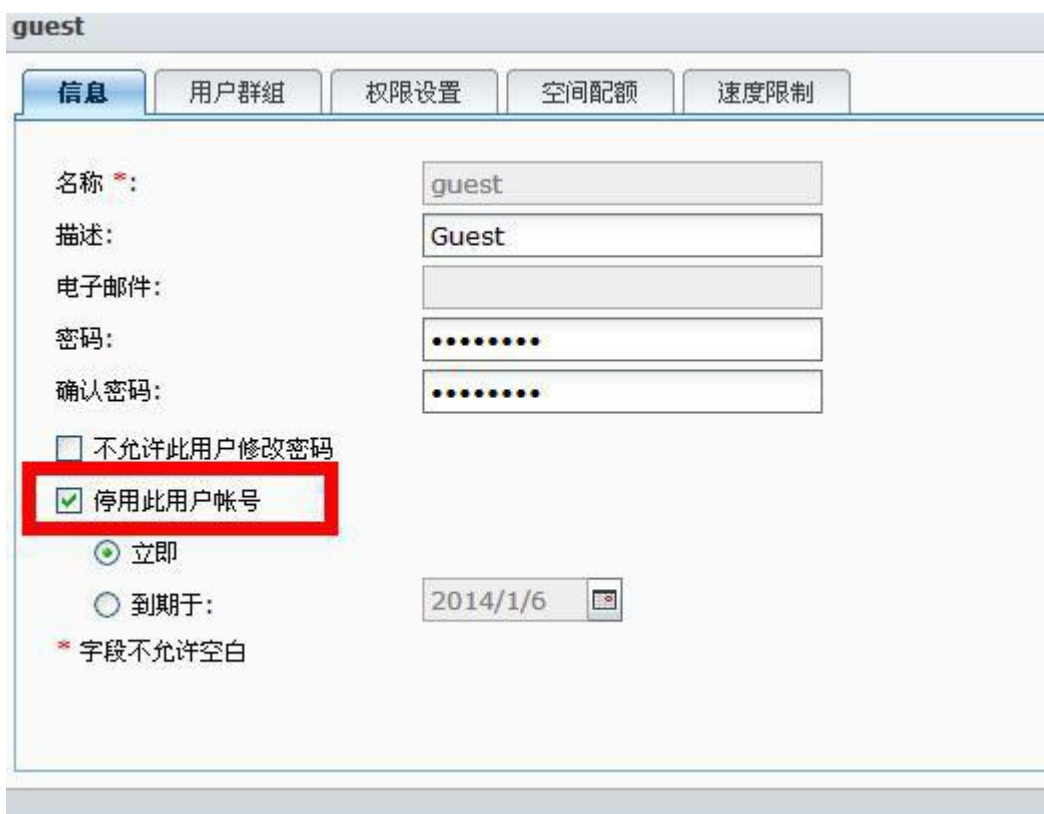 guest
信息 用户群组 权限设置 空间配额 速度限制
名称 *: guest
描述: Guest
电子邮件:
密码: ••••••••
确认密码: ••••••••
不允许此用户修改密码
停用此用户帐号
立即
到期于: 2014/1/6
* 字段不允许空白